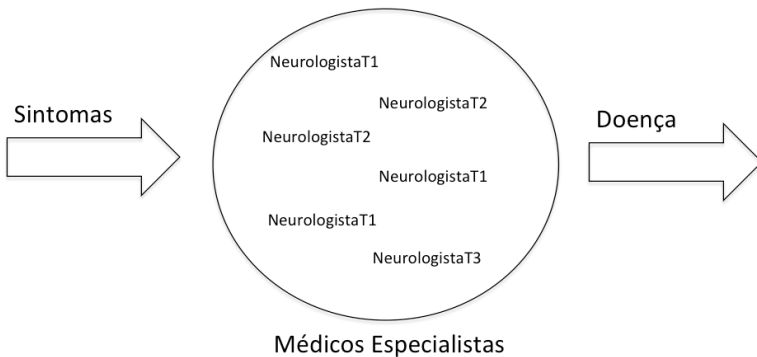 Sintomas
NeurologistaT1
NeurologistaT2
NeurologistaT2
NeurologistaT1
NeurologistaT1
NeurologistaT3
Doença
Médicos Especialistas